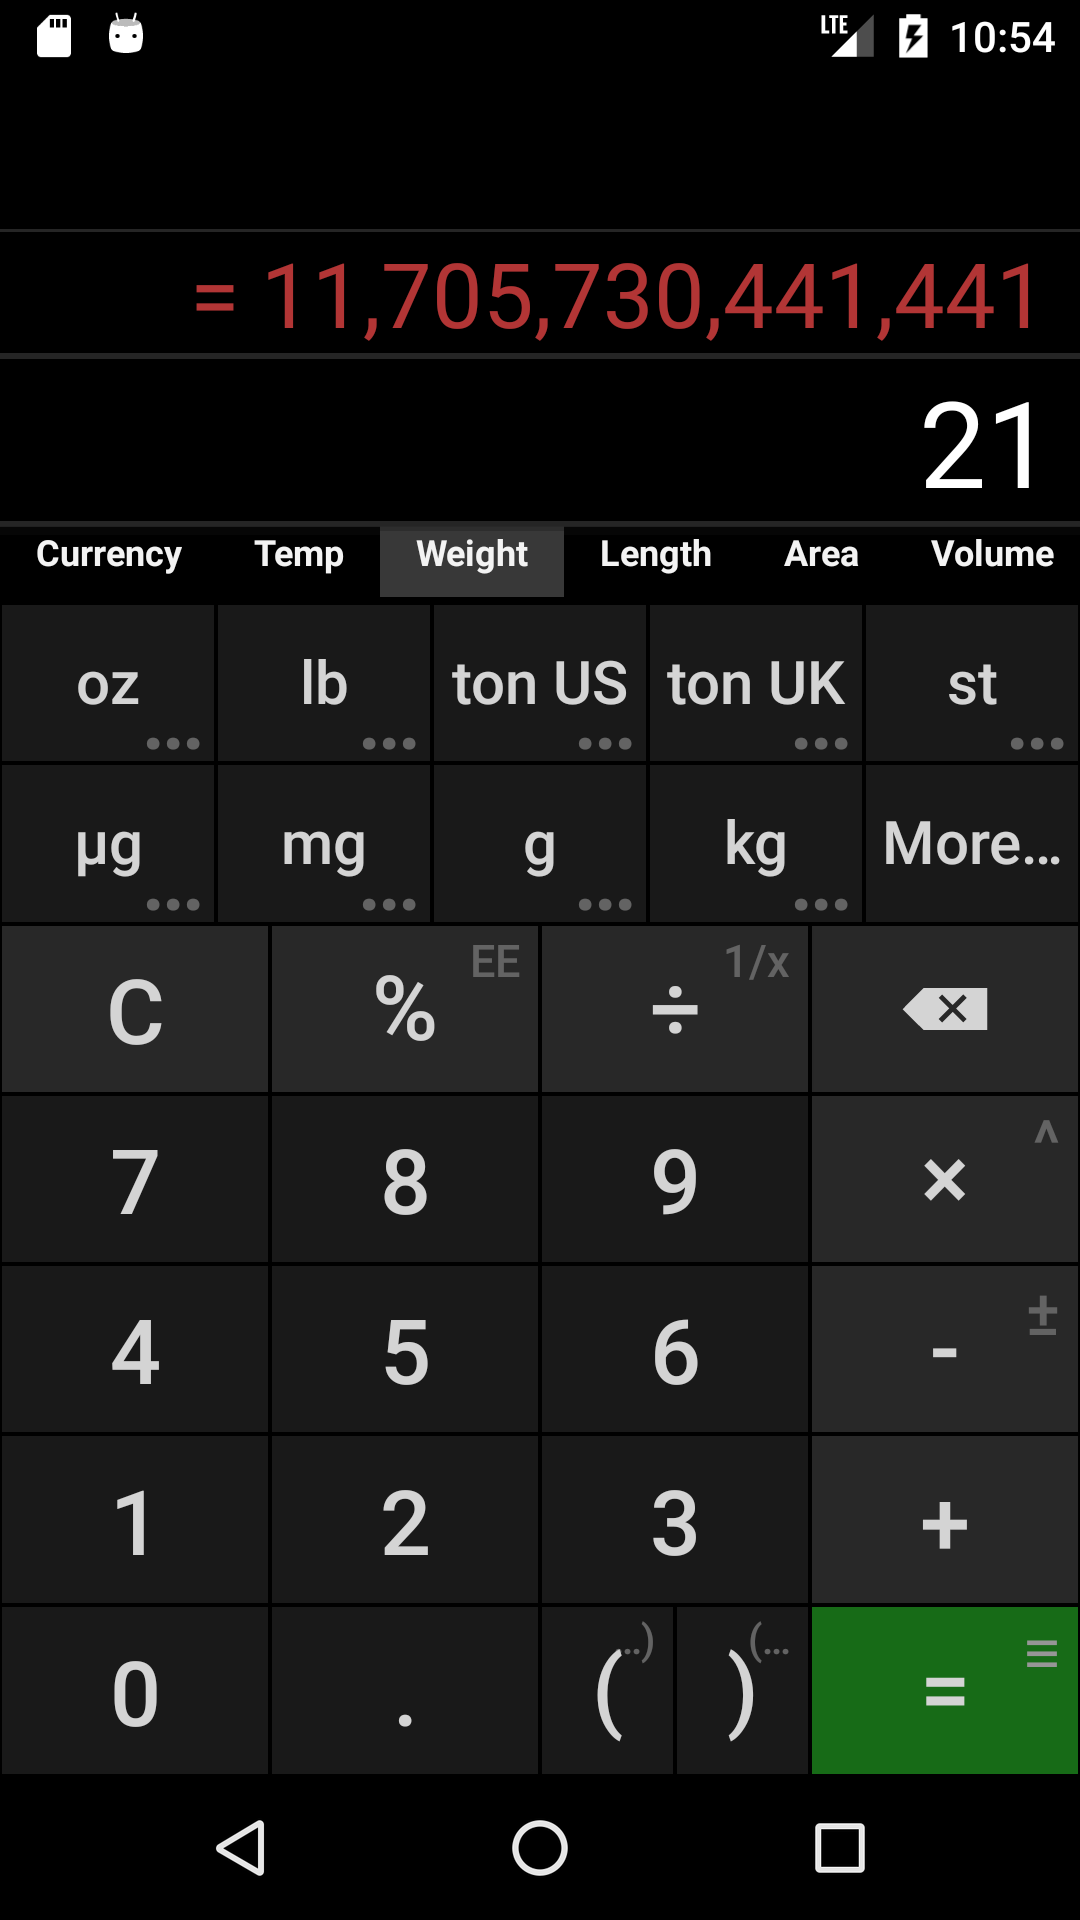 LTE 10:54
= 11,705,730,441,441
21
Currency Temp Weight Length Area Volume
oz lb ton US ton UK st
µg mg g kg More...
C % EE ÷ 1/x
7 8 9 × ^
4 5 6 - ±
1 2 3 +
0 . ( ..) ) (... =